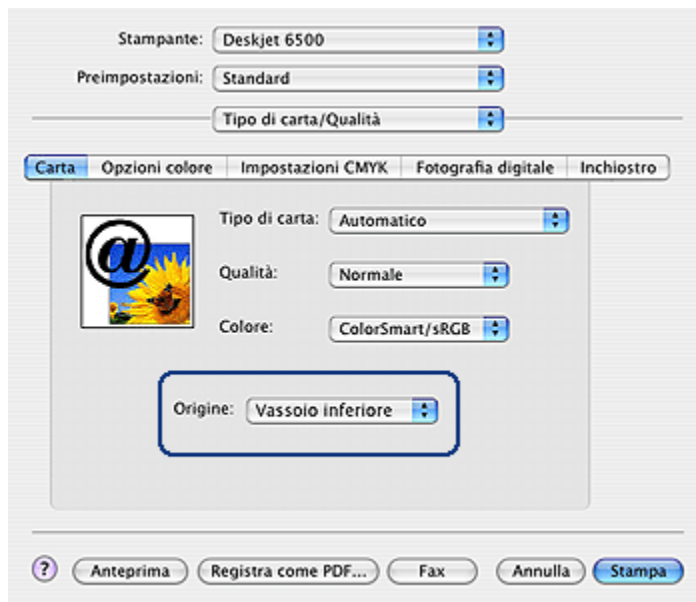 Stampante: Deskjet 6500
Preimpostazioni: Standard
Tipo di carta/Qualità
Carta Opzioni colore Impostazioni CMYK Fotografia digitale Inchiostro
@ Tipo di carta: Automatico
Qualità: Normale
Colore: ColorSmart/sRGB
Origine: Vassoio inferiore
? Anteprima Registra come PDF... Fax Annulla Stampa